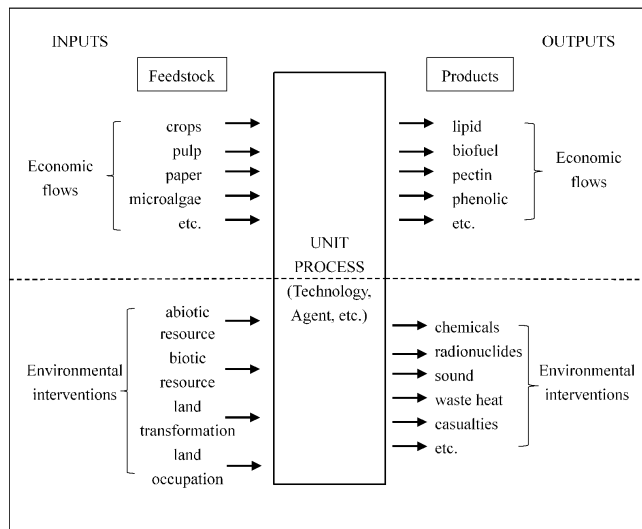 INPUTS
OUTPUTS
Feedstock
Products
Economic
flows
crops
pulp
paper
microalgae
etc.
lipid
biofuel
pectin
phenolic
etc.
Economic
flows
UNIT
PROCESS
(Technology,
Agent, etc.)
Environmental
interventions
abiotic
resource
biotic
resource
land
transformation
land
occupation
chemicals
radionuclides
sound
waste heat
casualties
etc.
Environmental
interventions